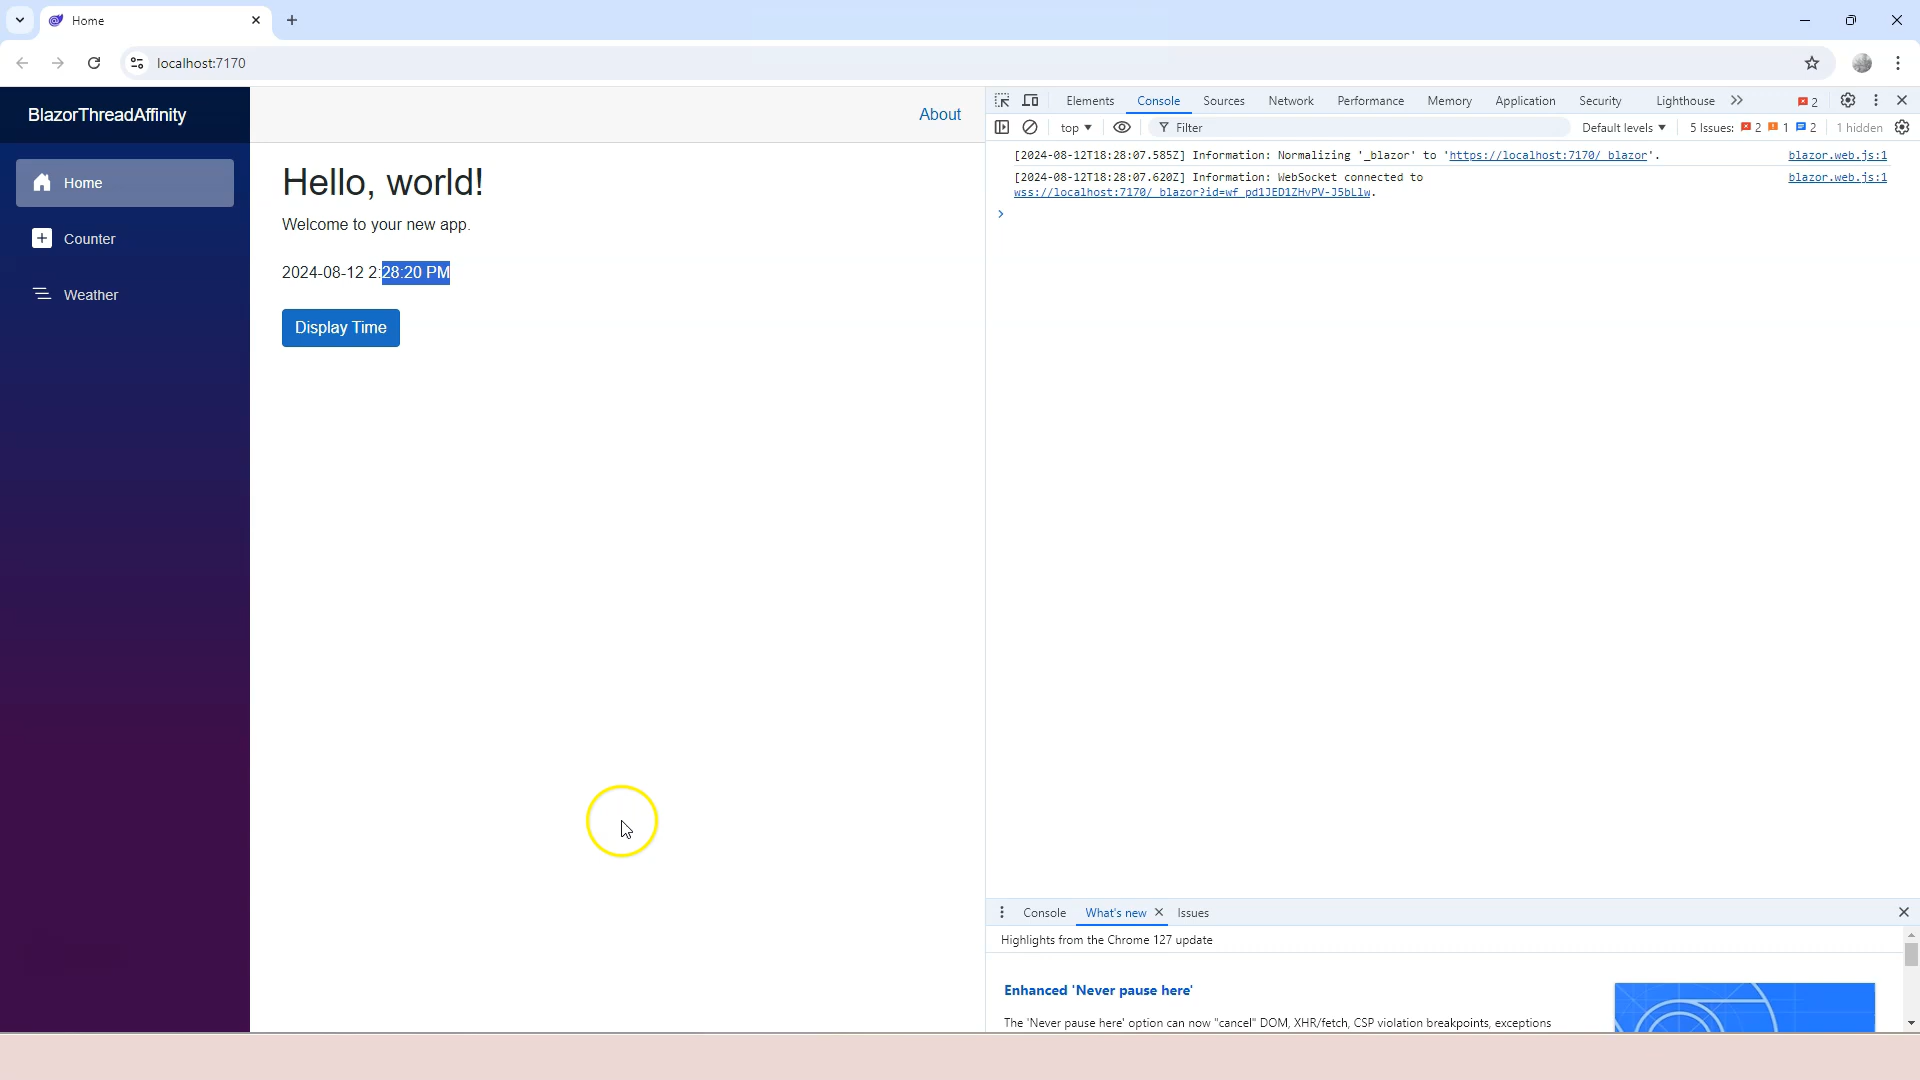 Home
localhost:7170
BlazorThreadAffinity
About
Home
Counter
Weather
Hello, world!
Welcome to your new app.
2024-08-12 2:28:20 PM
Display Time
Elements Console Sources Network Performance Memory Application Security Lighthouse 2
top Filter Default levels 5 Issues: 2 1 2 1 hidden
[2024-08-12T18:28:07.585Z] Information: Normalizing '_blazor' to 'https://localhost:7170/_blazor'. blazor.web.js:1
[2024-08-12T18:28:07.620Z] Information: WebSocket connected to blazor.web.js:1
wss://localhost:7170/_blazor?id=wf_pd1JED1ZHvPV-J5bLlw.
Console What's new Issues
Highlights from the Chrome 127 update
Enhanced 'Never pause here'
The 'Never pause here' option can now "cancel" DOM, XHR/fetch, CSP violation breakpoints, exceptions